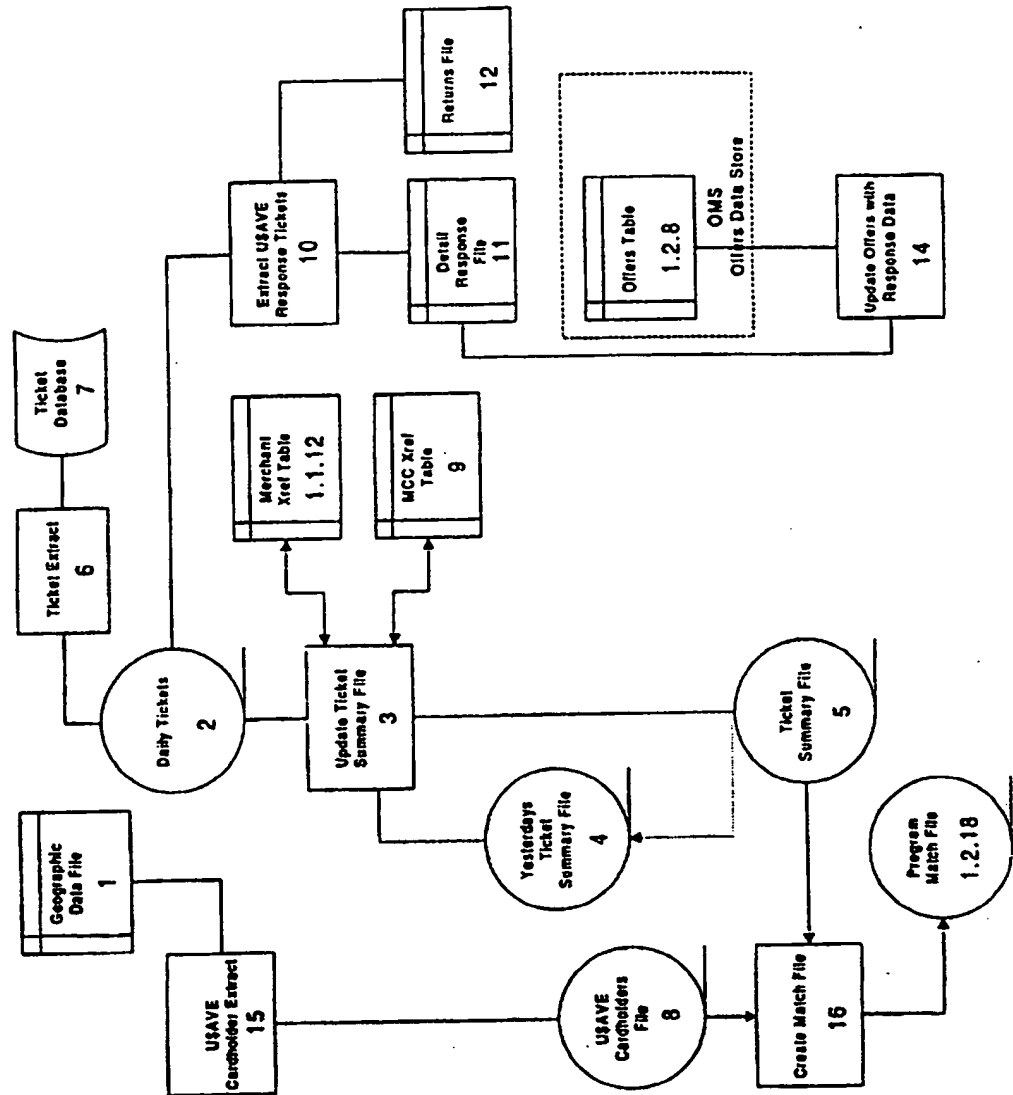 Ticket
Database
7
Ticket Extract
6
Daily Tickets
2
Geographic
Data File
1
USAVE
Cardholder Extract
15
Update Ticket
Summary File
3
Merchant
Xref Table
1.1.12
MCC Xref
Table
9
Extract USAVE
Response Tickets
10
Returns File
12
Detail
Response
File
11
Offers Table
1.2.8
OMS
Offers Data Store
Update Offers with
Response Data
14
Yesterdays
Ticket
Summary File
4
Ticket
Summary File
5
USAVE
Cardholders
File
8
Create Match File
16
Program
Match File
1.2.18